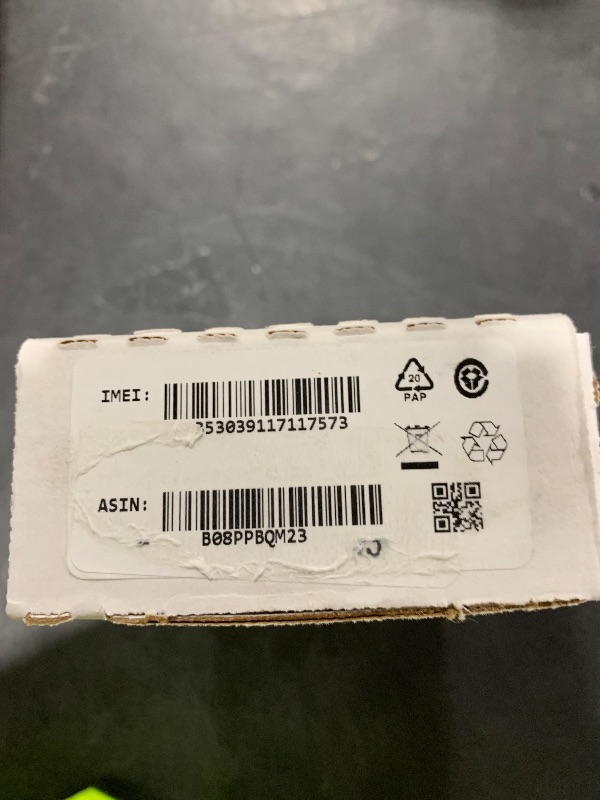 IMEI:
353039117117573
20
PAP
ASIN:
B08PPBQM23